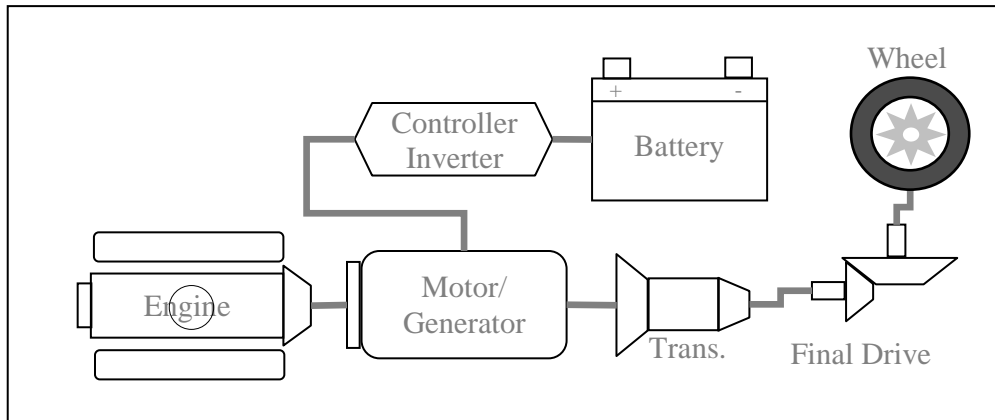 Wheel
+ -
Controller
Inverter
Battery
Engine
Motor/
Generator
Trans.
Final Drive